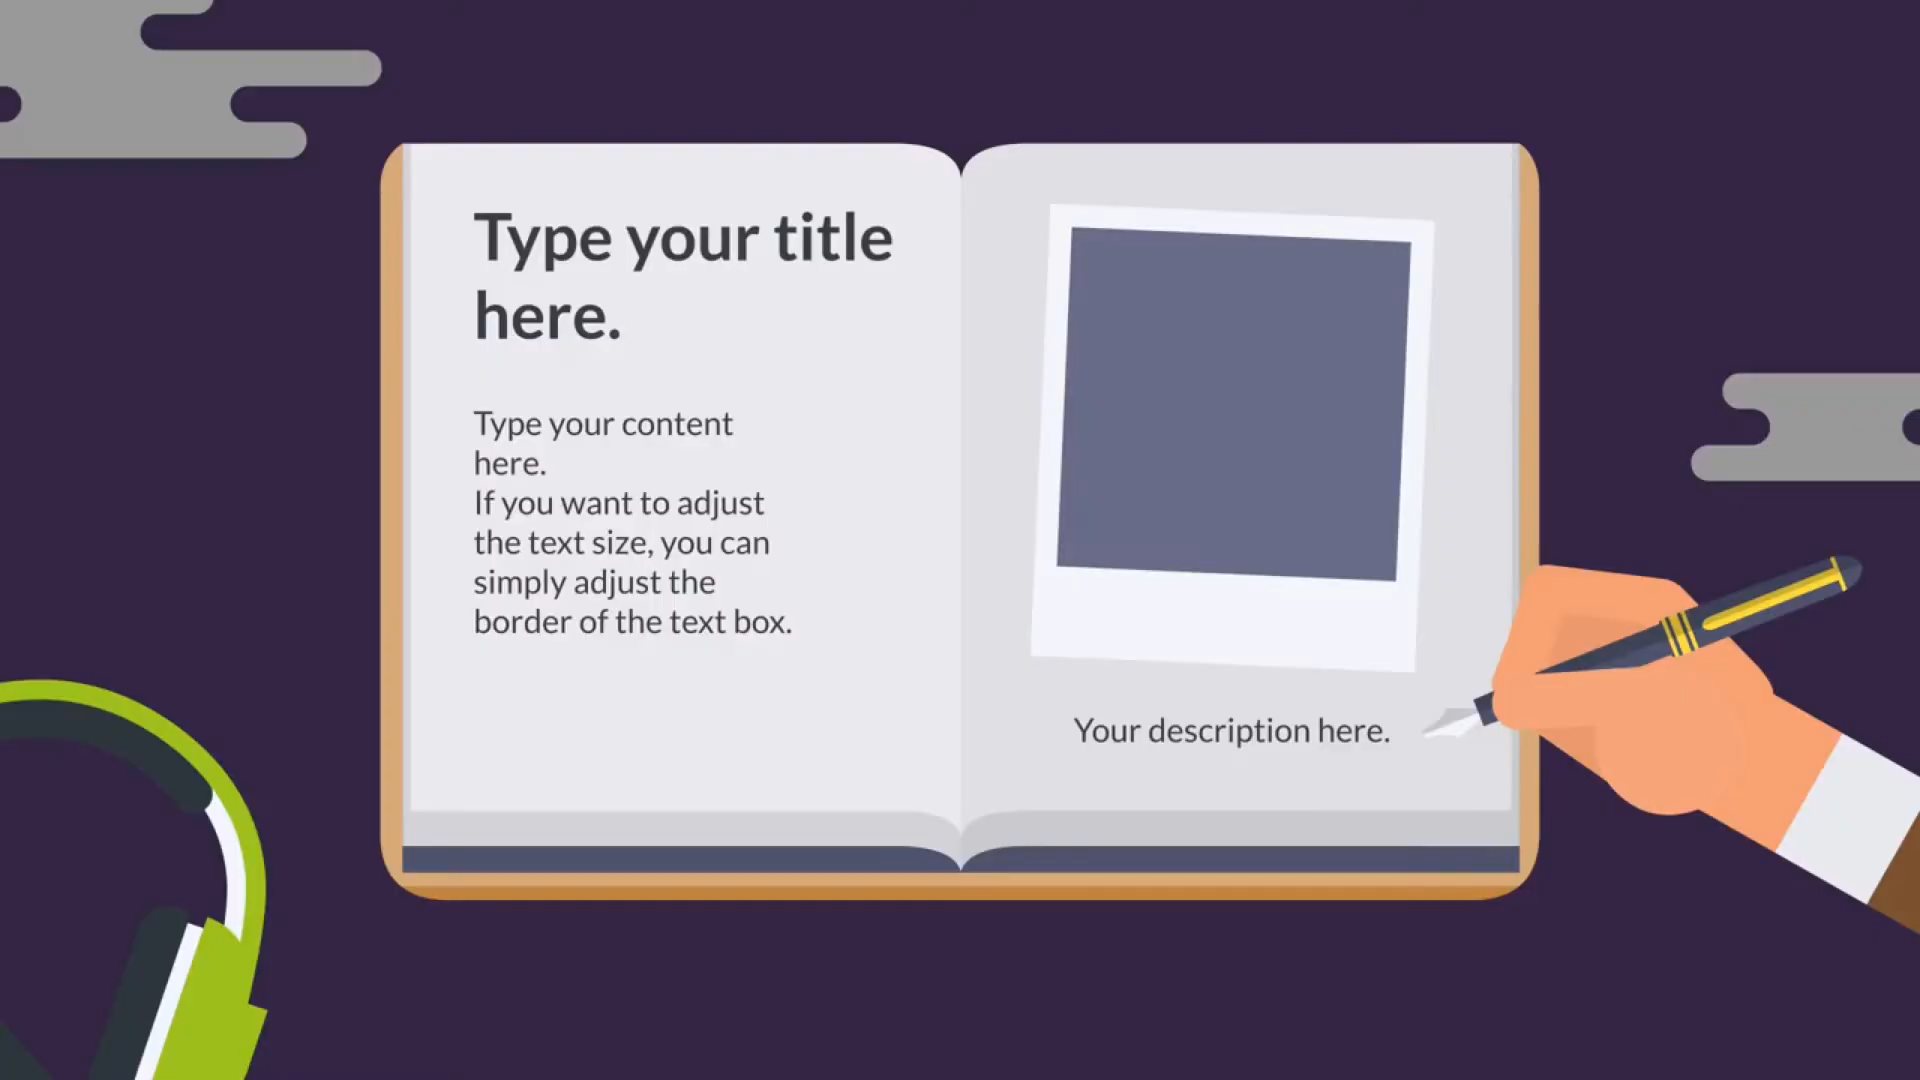 Type your title
here.
Type your content
here.
If you want to adjust
the text size, you can
simply adjust the
border of the text box.
Your description here.